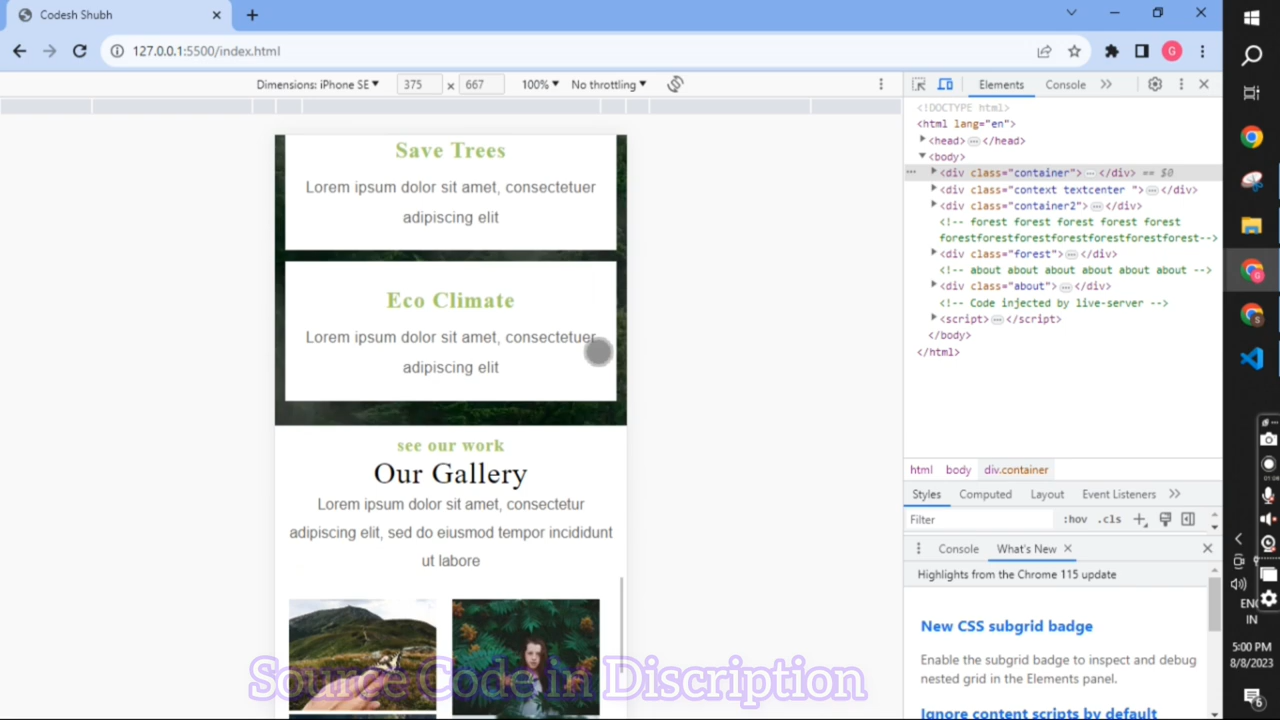 Codesh Shubh
127.0.0.1:5500/index.html
G
Dimensions: iPhone SE
375
x
667
100%
No throttling
Elements
Console
Save Trees
Lorem ipsum dolor sit amet, consectetuer
adipiscing elit
Eco Climate
Lorem ipsum dolor sit amet, consectetuer
adipiscing elit
see our work
Our Gallery
Lorem ipsum dolor sit amet, consectetur
adipiscing elit, sed do eiusmod tempor incididunt
ut labore
Source Code in Discription
<!DOCTYPE html>
<html lang="en">
<head>…</head>
<body>
<div class="container">…</div> == $0
<div class="context textcenter ">…</div>
<div class="container2">…</div>
<!-- forest forest forest forest forest
forestforestforestforestforestforestforest-->
<div class="forest">…</div>
<!-- about about about about about about -->
<div class="about">…</div>
<!-- Code injected by live-server -->
<script>…</script>
</body>
</html>
html
body
div.container
Styles
Computed
Layout
Event Listeners
Filter
:hov
.cls
Console
What's New
Highlights from the Chrome 115 update
New CSS subgrid badge
Enable the subgrid badge to inspect and debug
nested grid in the Elements panel.
Ignore content scripts by default
G
S
ENG
IN
5:00 PM
8/8/2023
6